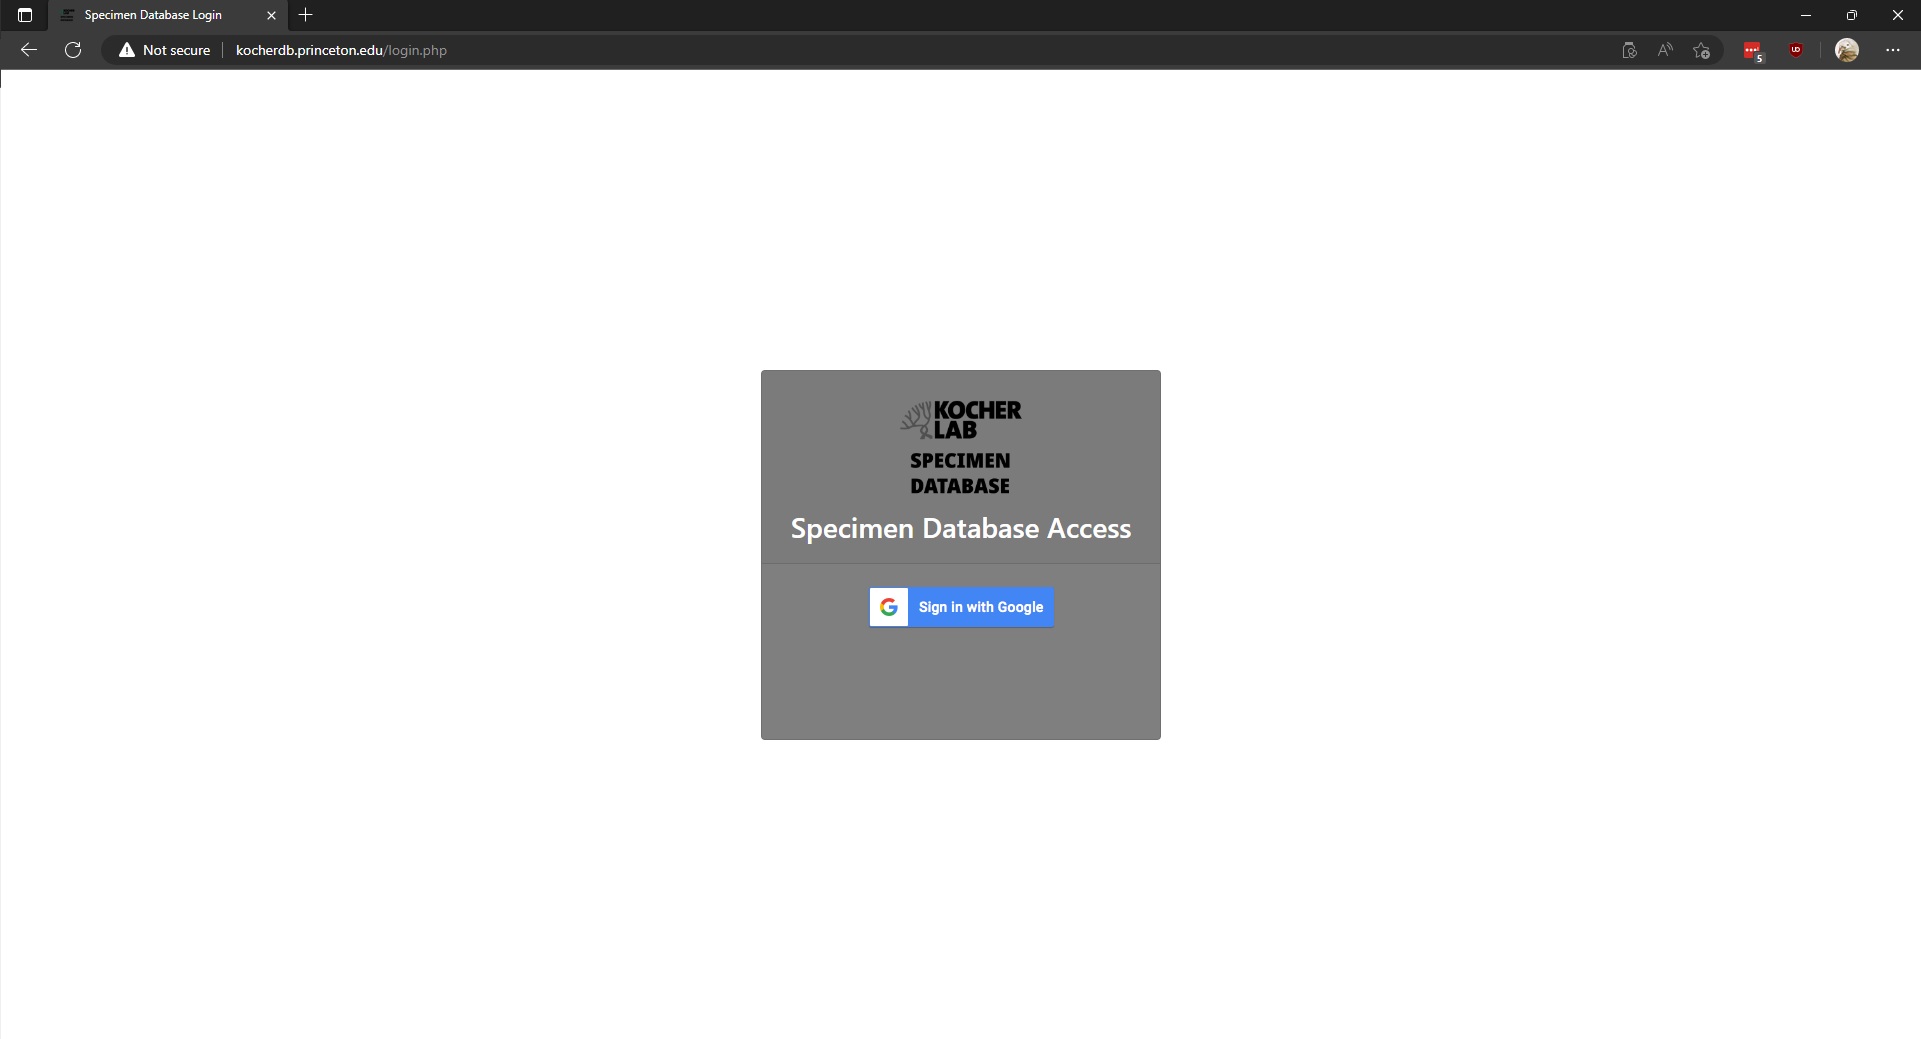 Specimen Database Login
Not secure
kocherdb.princeton.edu/login.php
5
KOCHER
LAB
SPECIMEN
DATABASE
Specimen Database Access
Sign in with Google